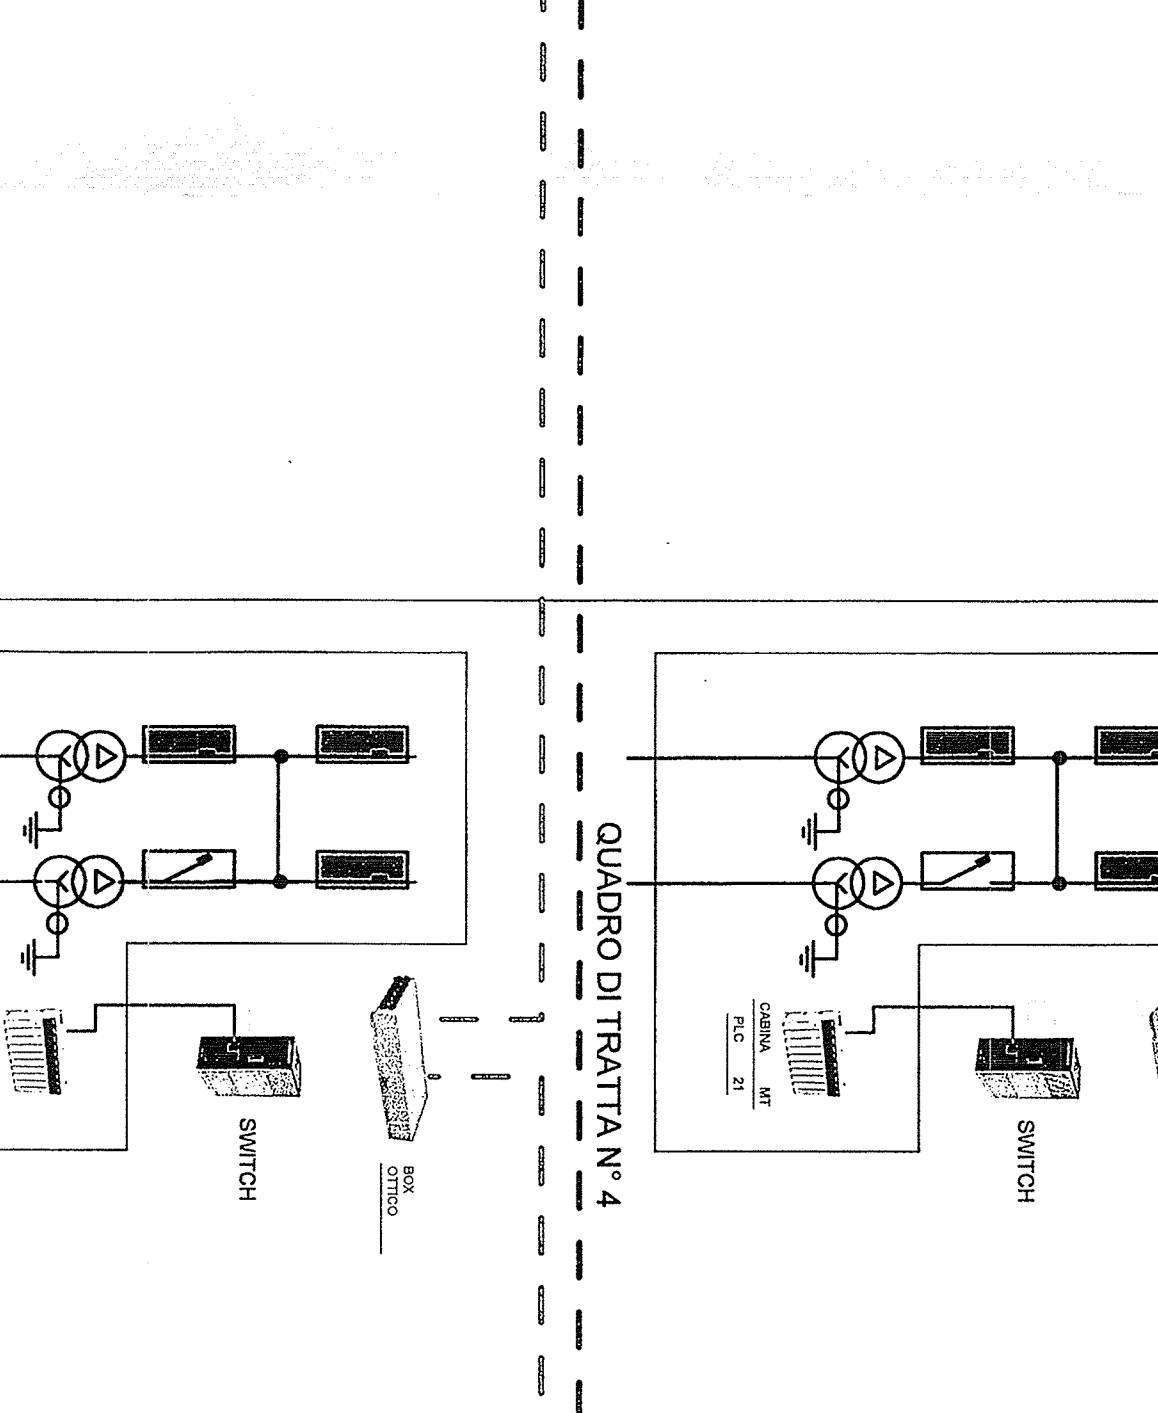 QUADRO DI TRATTA N° 4
CABINA MT
PLC 21
SWITCH
BOX
OTTICO
SWITCH